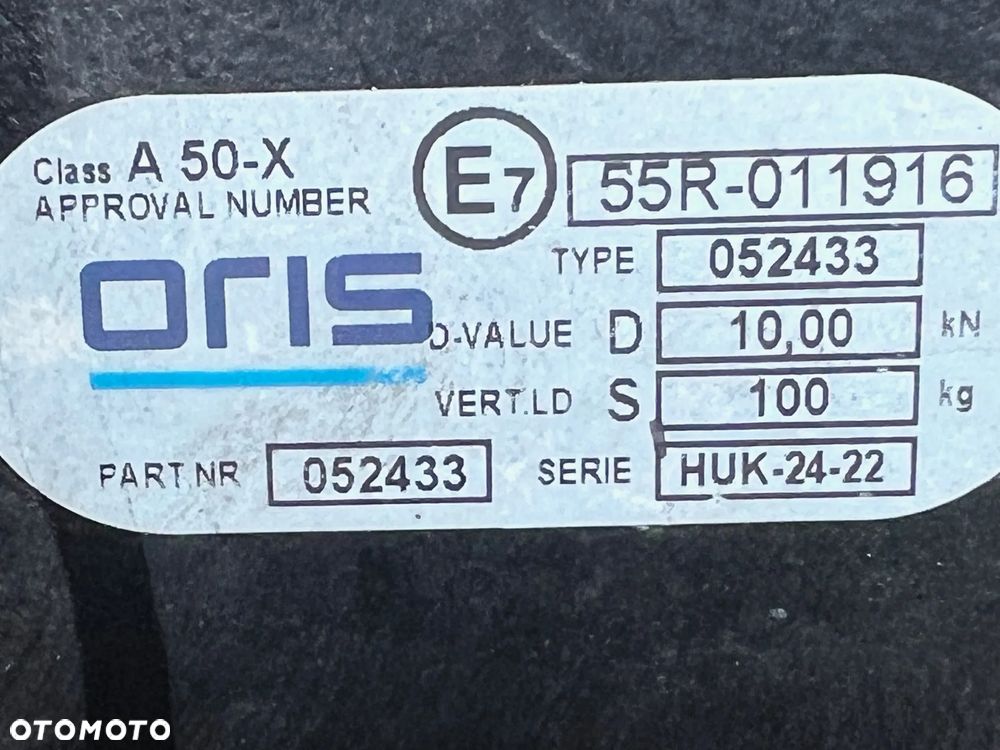 Class A 50-X
APPROVAL NUMBER
E7
55R-011916
oris
TYPE 052433
D-VALUE D 10,00 kN
VERT.LD S 100 kg
PART.NR 052433 SERIE HUK-24-22
OTOMOTO